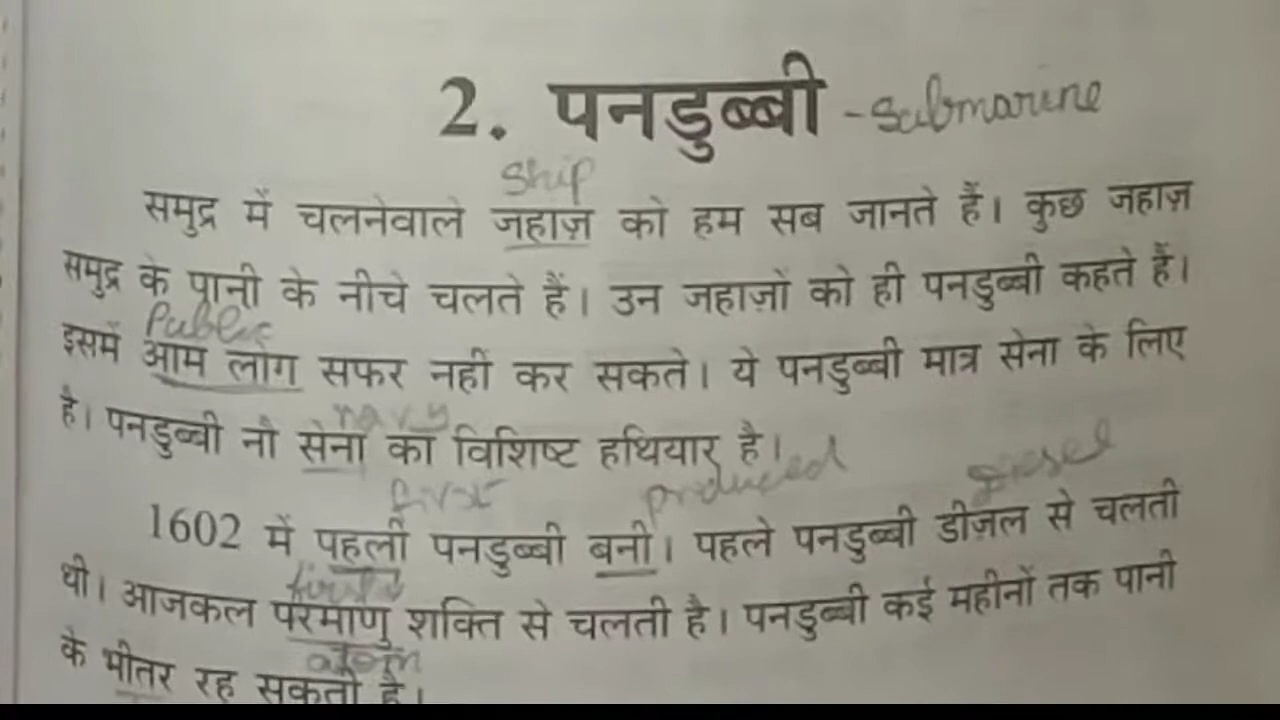 2. पनडुब्बी - Submarine
Ship
समुद्र में चलनेवाले जहाज़ को हम सब जानते हैं। कुछ जहाज़
समुद्र के पानी के नीचे चलते हैं। उन जहाज़ों को ही पनडुब्बी कहते हैं।
Public
इसमें आम लोग सफर नहीं कर सकते। ये पनडुब्बी मात्र सेना के लिए
navy
है। पनडुब्बी नौ सेना का विशिष्ट हथियार है।
first produced diesel
1602 में पहली पनडुब्बी बनी। पहले पनडुब्बी डीज़ल से चलती
थी। आजकल परमाणु शक्ति से चलती है। पनडुब्बी कई महीनों तक पानी
atom
के भीतर रह सकती है।